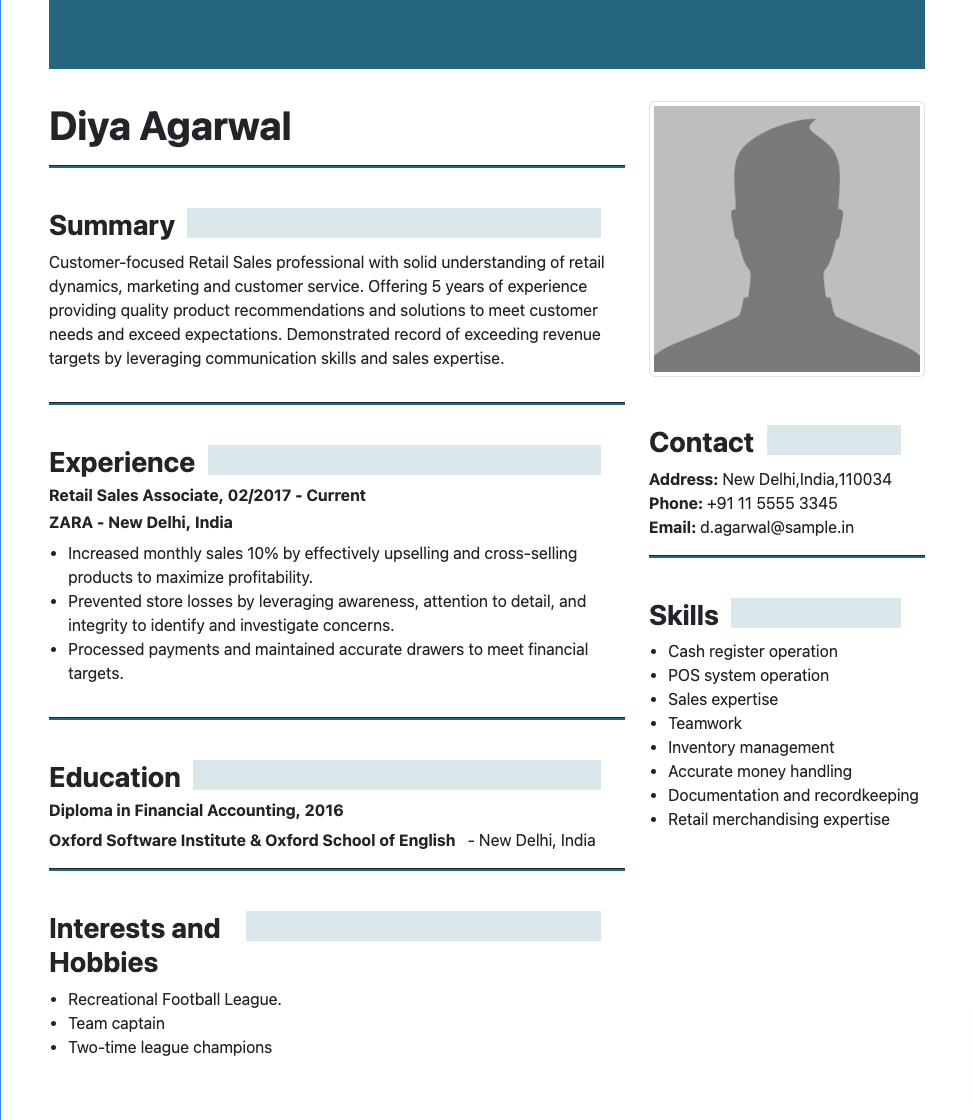 Diya Agarwal
Summary
Customer-focused Retail Sales professional with solid understanding of retail
dynamics, marketing and customer service. Offering 5 years of experience
providing quality product recommendations and solutions to meet customer
needs and exceed expectations. Demonstrated record of exceeding revenue
targets by leveraging communication skills and sales expertise.
Experience
Retail Sales Associate, 02/2017 - Current
ZARA - New Delhi, India
• Increased monthly sales 10% by effectively upselling and cross-selling
products to maximize profitability.
• Prevented store losses by leveraging awareness, attention to detail, and
integrity to identify and investigate concerns.
• Processed payments and maintained accurate drawers to meet financial
targets.
Education
Diploma in Financial Accounting, 2016
Oxford Software Institute & Oxford School of English - New Delhi, India
Interests and
Hobbies
• Recreational Football League.
• Team captain
• Two-time league champions
Contact
Address: New Delhi,India,110034
Phone: +91 11 5555 3345
Email: d.agarwal@sample.in
Skills
• Cash register operation
• POS system operation
• Sales expertise
• Teamwork
• Inventory management
• Accurate money handling
• Documentation and recordkeeping
• Retail merchandising expertise